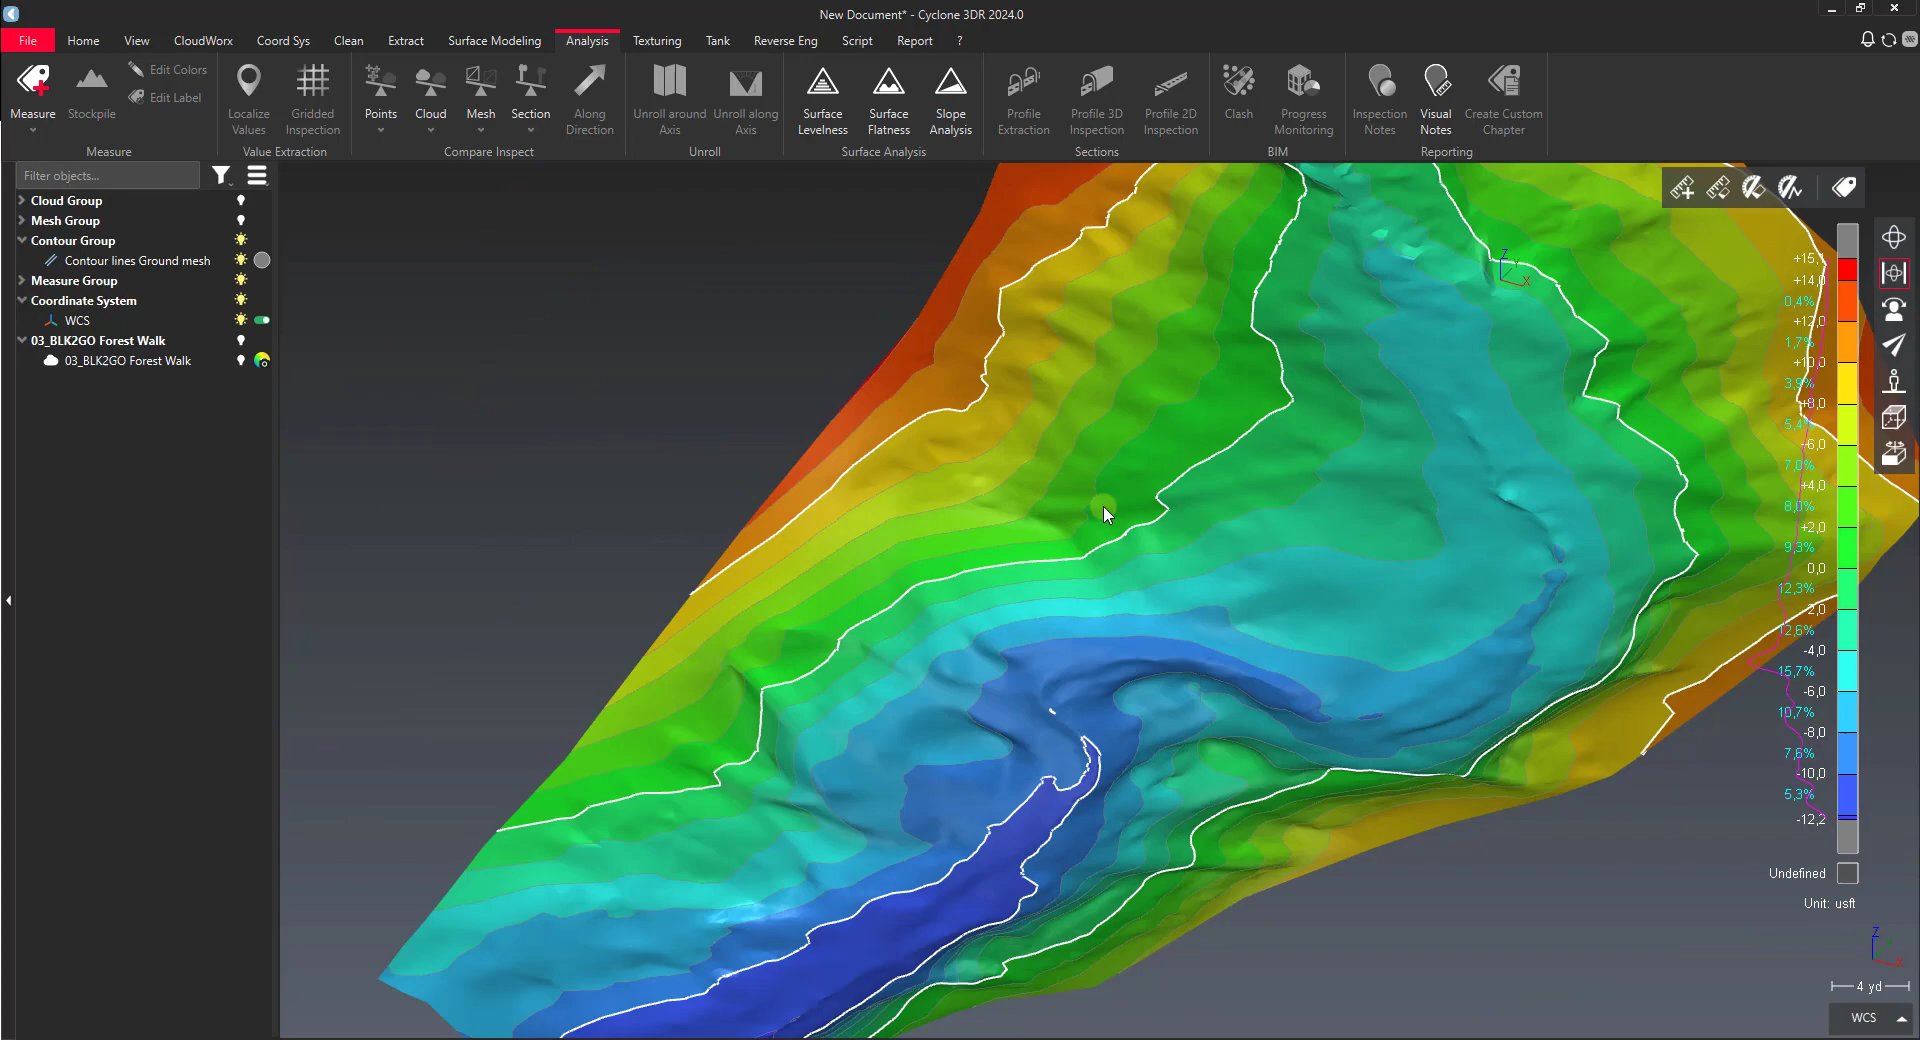 New Document* - Cyclone 3DR 2024.0
File Home View CloudWorx Coord Sys Clean Extract Surface Modeling Analysis Texturing Tank Reverse Eng Script Report ?
Measure
Stockpile
Edit Colors
Edit Label
Localize Values
Gridded Inspection
Points
Cloud
Mesh
Section
Along Direction
Unroll around Axis
Unroll along Axis
Surface Levelness
Surface Flatness
Slope Analysis
Profile Extraction
Profile 3D Inspection
Profile 2D Inspection
Clash
Progress Monitoring
Inspection Notes
Visual Notes
Create Custom Chapter
Measure
Value Extraction
Compare Inspect
Unroll
Surface Analysis
Sections
BIM
Reporting
Filter objects...
Cloud Group
Mesh Group
Contour Group
Contour lines Ground mesh
Measure Group
Coordinate System
WCS
03_BLK2GO Forest Walk
03_BLK2GO Forest Walk
Z
Y
X
+14,0
0,4%
+12,0
1,7%
+10,0
3,9%
+8,0
5,4%
7,0%
+4,0
8,0%
+2,0
9,3%
0,0
12,3%
12,6%
-4,0
15,7%
-6,0
10,7%
-8,0
7,6%
-10,0
5,3%
-12,2
Undefined
Unit: usft
Z
X
4 yd
WCS